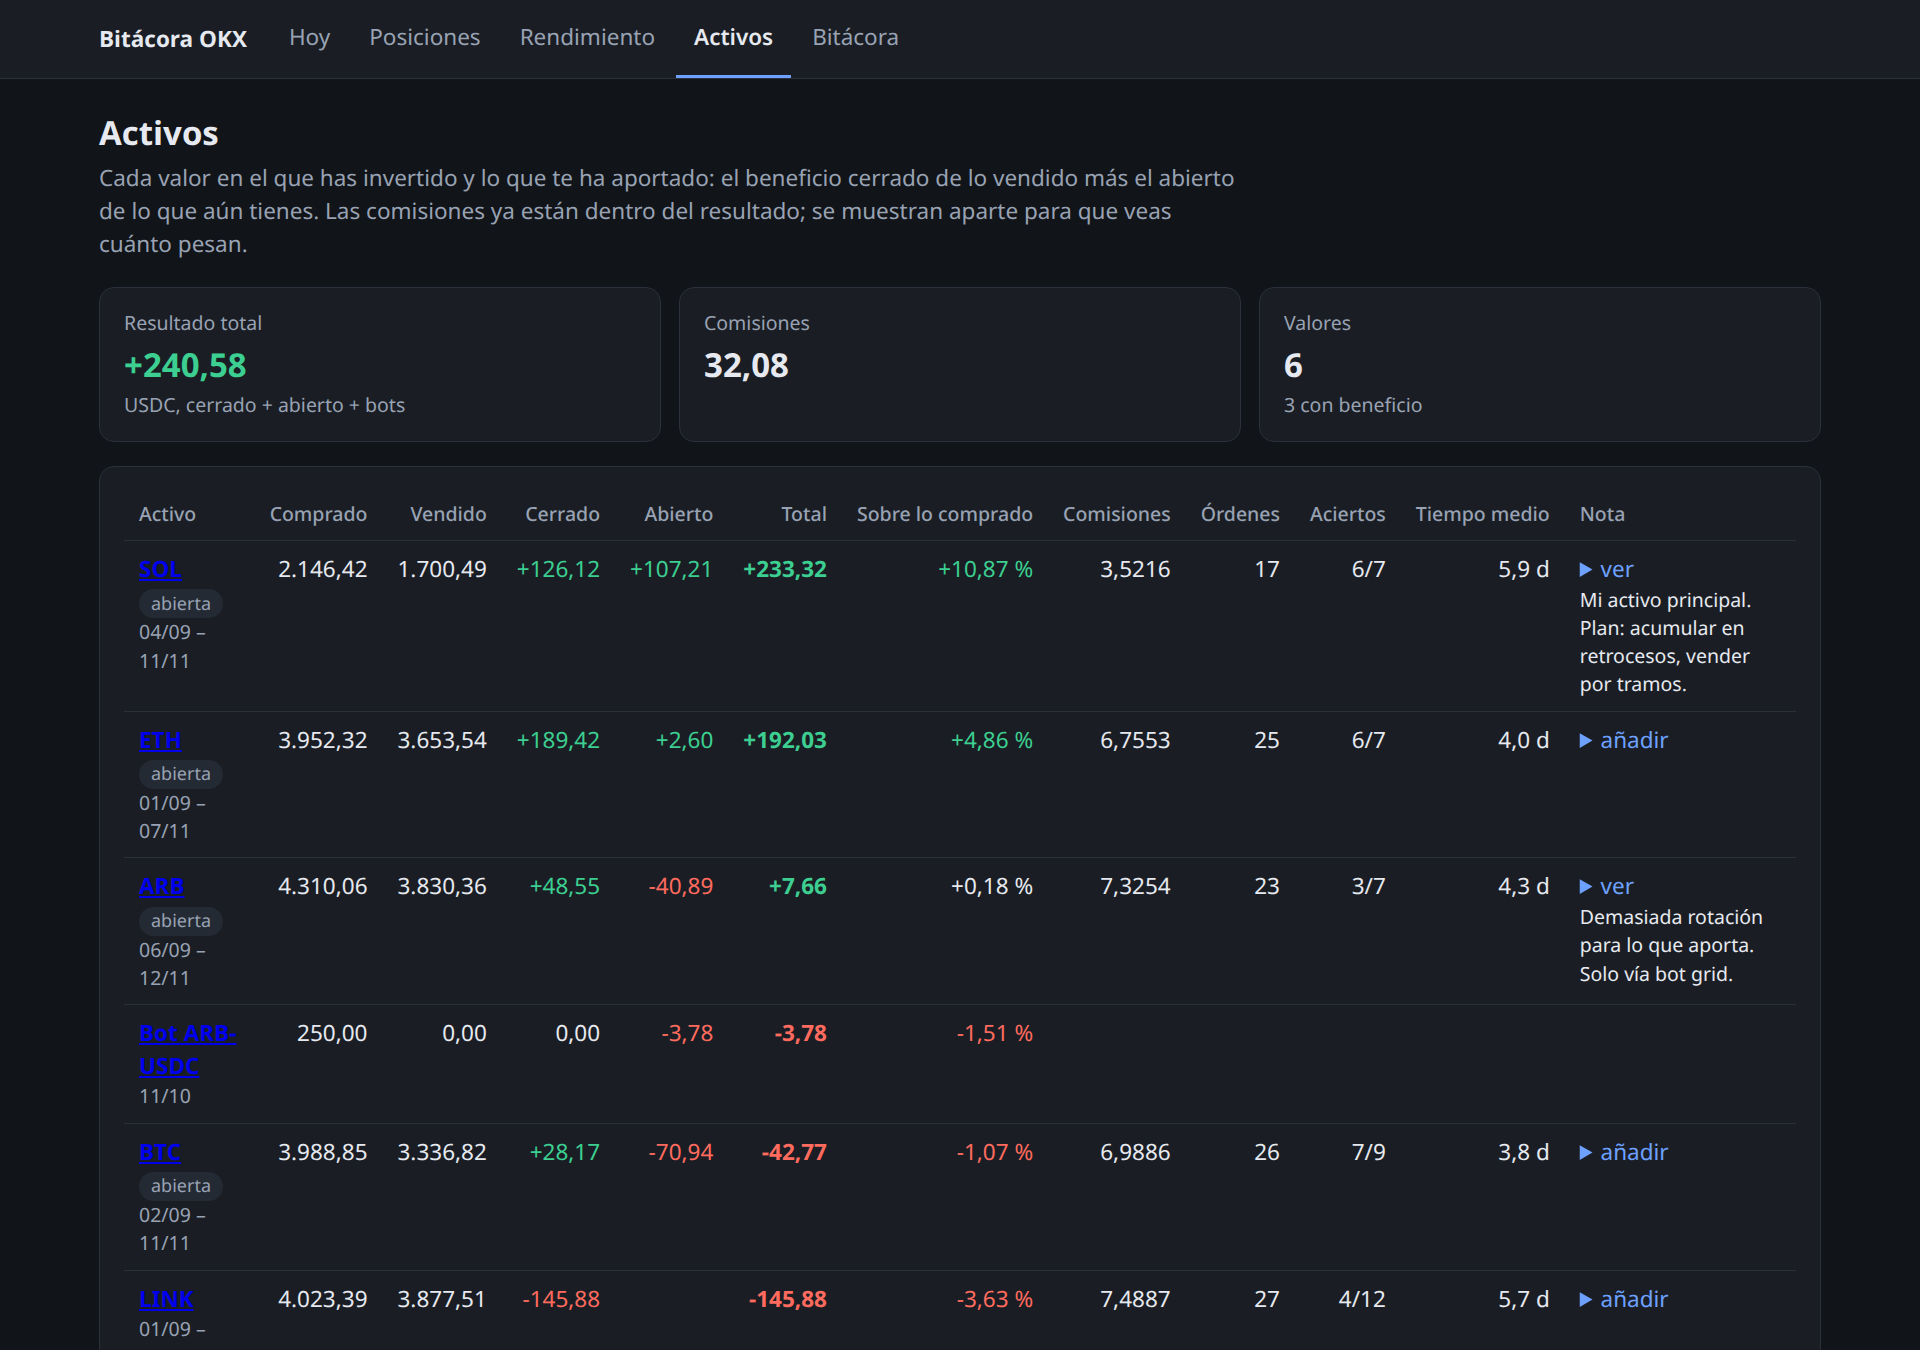 Bitácora OKX Hoy Posiciones Rendimiento Activos Bitácora
Activos
Cada valor en el que has invertido y lo que te ha aportado: el beneficio cerrado de lo vendido más el abierto
de lo que aún tienes. Las comisiones ya están dentro del resultado; se muestran aparte para que veas
cuánto pesan.
Resultado total
+240,58
USDC, cerrado + abierto + bots
Comisiones
32,08
Valores
6
3 con beneficio
Activo Comprado Vendido Cerrado Abierto Total Sobre lo comprado Comisiones Órdenes Aciertos Tiempo medio Nota
SOL 2.146,42 1.700,49 +126,12 +107,21 +233,32 +10,87 % 3,5216 17 6/7 5,9 d ▶ ver
abierta
04/09 –
11/11
Mi activo principal.
Plan: acumular en
retrocesos, vender
por tramos.
ETH 3.952,32 3.653,54 +189,42 +2,60 +192,03 +4,86 % 6,7553 25 6/7 4,0 d ▶ añadir
abierta
01/09 –
07/11
ARB 4.310,06 3.830,36 +48,55 -40,89 +7,66 +0,18 % 7,3254 23 3/7 4,3 d ▶ ver
abierta
06/09 –
12/11
Demasiada rotación
para lo que aporta.
Solo vía bot grid.
Bot ARB- 250,00 0,00 0,00 -3,78 -3,78 -1,51 %
USDC
11/10
BTC 3.988,85 3.336,82 +28,17 -70,94 -42,77 -1,07 % 6,9886 26 7/9 3,8 d ▶ añadir
abierta
02/09 –
11/11
LINK 4.023,39 3.877,51 -145,88 -145,88 -3,63 % 7,4887 27 4/12 5,7 d ▶ añadir
01/09 –